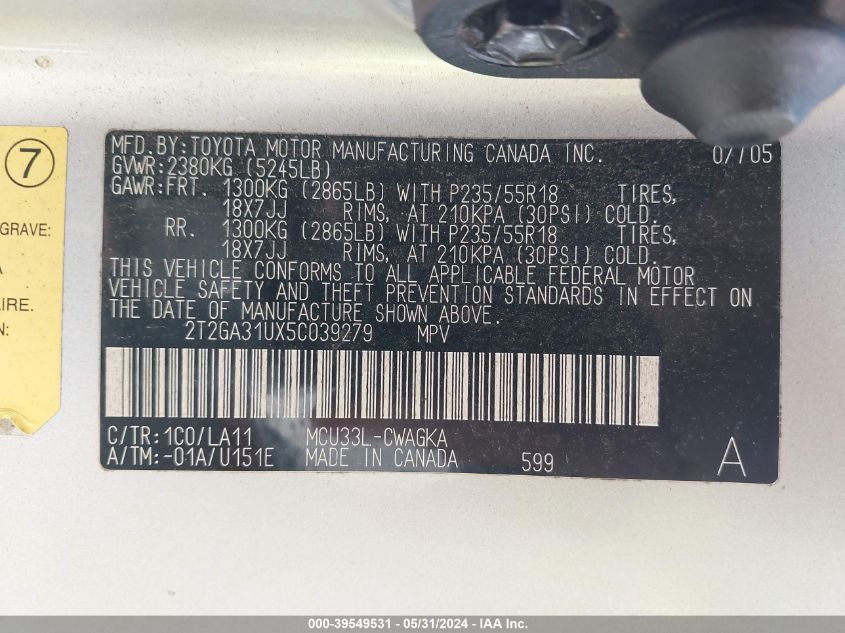 7
GRAVE:
A
AIRE.
N:
MFD.BY:TOYOTA MOTOR MANUFACTURING CANADA INC. 07/05
GVWR:2380KG (5245LB)
GAWR:FRT. 1300KG (2865LB) WITH P235/55R18 TIRES,
18X7JJ RIMS, AT 210KPA (30PSI) COLD.
RR. 1300KG (2865LB) WITH P235/55R18 TIRES,
18X7JJ RIMS, AT 210KPA (30PSI) COLD.
THIS VEHICLE CONFORMS TO ALL APPLICABLE FEDERAL MOTOR
VEHICLE SAFETY AND THEFT PREVENTION STANDARDS IN EFFECT ON
THE DATE OF MANUFACTURE SHOWN ABOVE.
2T2GA31UX5C039279 MPV
C/TR:1C0/LA11 MCU33L-CWAGKA
A/TM:-01A/U151E MADE IN CANADA 599 A
000-39549531 - 05/31/2024 - IAA Inc.